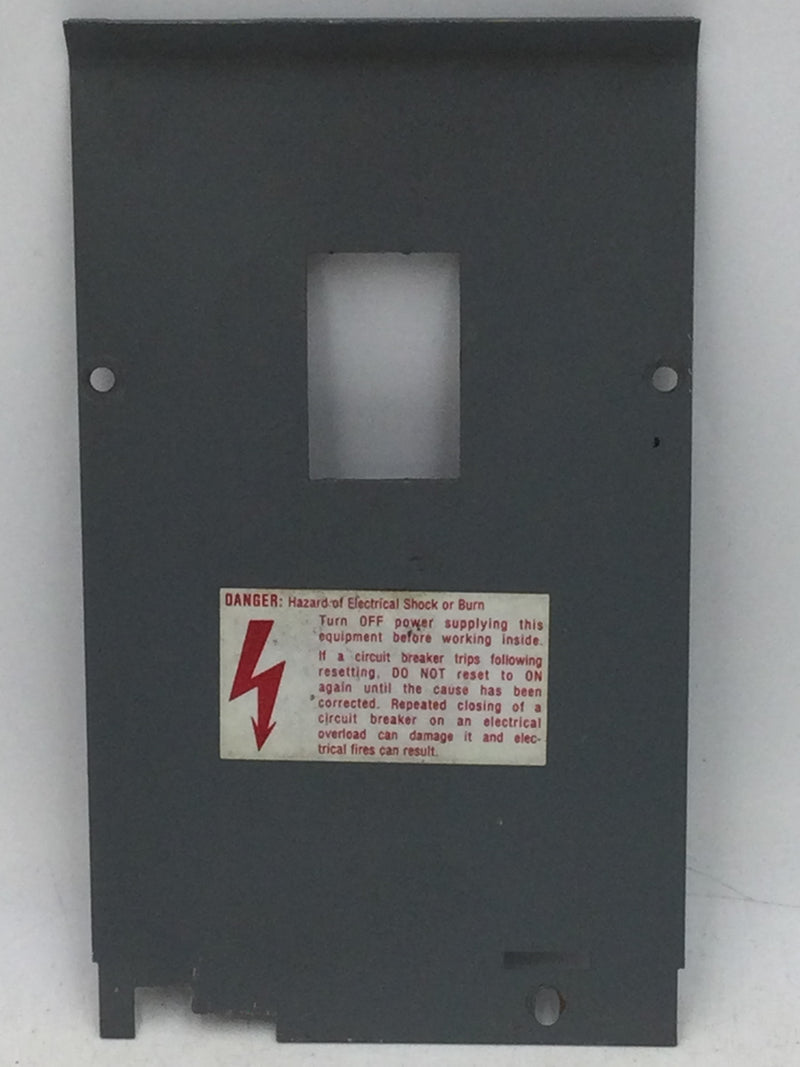 DANGER: Hazard of Electrical Shock or Burn
Turn OFF power supplying this
equipment before working inside.
If a circuit breaker trips following
resetting, DO NOT reset to ON
again until the cause has been
corrected. Repeated closing of a
circuit breaker on an electrical
overload can damage it and elec-
trical fires can result.